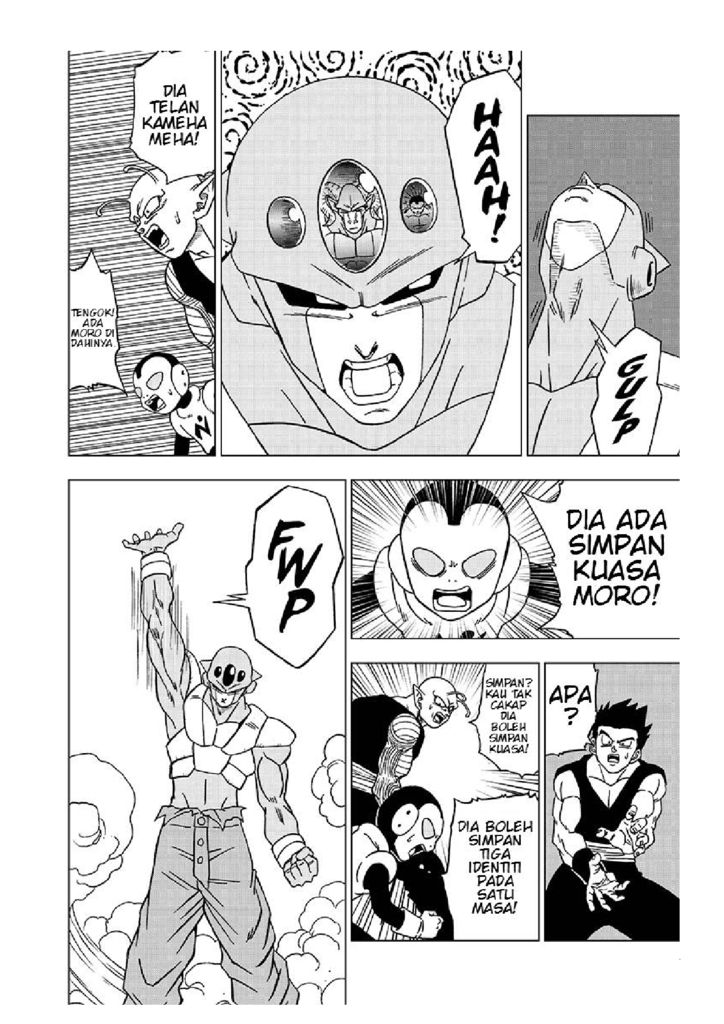 GULP
HAAH!
DIA
TELAN
KAMEHA
MEHA!
TENGOK!
ADA
MORO DI
DAHINYA.
DIA ADA
SIMPAN
KUASA
MORO!
APA
?
SIMPAN?
KAU TAK
CAKAP
DIA
BOLEH
SIMPAN
KUASA!
DIA BOLEH
SIMPAN
TIGA
IDENTITI
PADA
SATU
MASA!
FWP